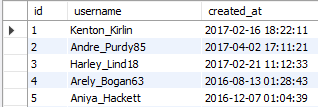 id username created_at
1 Kenton_Kirlin 2017-02-16 18:22:11
2 Andre_Purdy85 2017-04-02 17:11:21
3 Harley_Lind18 2017-02-21 11:12:33
4 Arely_Bogan63 2016-08-13 01:28:43
5 Aniya_Hackett 2016-12-07 01:04:39